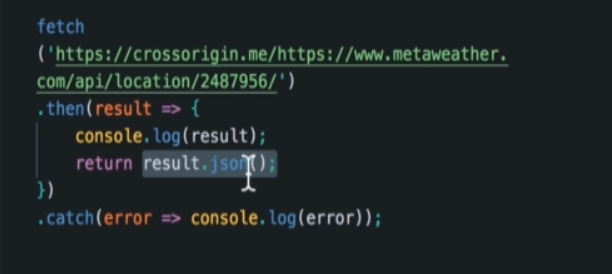 fetch
('https://crossorigin.me/https://www.metaweather.
com/api/location/2487956/')
.then(result => {
console.log(result);
return result.json();
})
.catch(error => console.log(error));